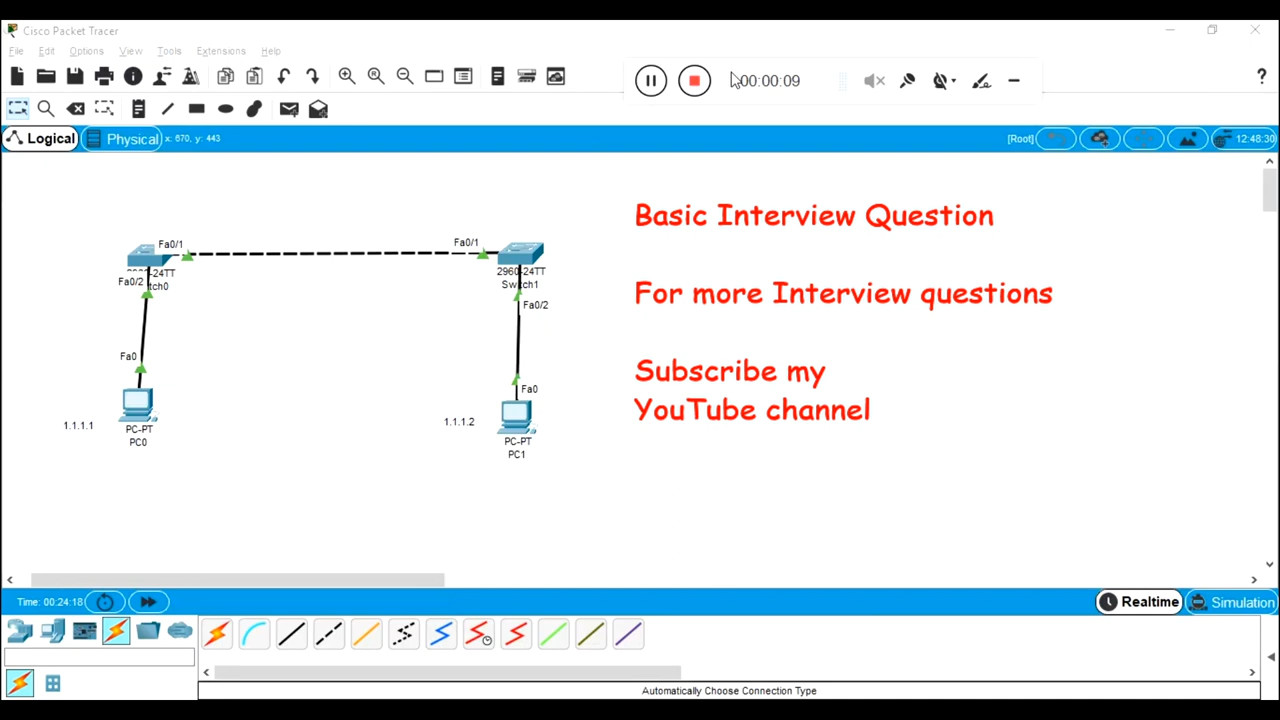 Cisco Packet Tracer
File Edit Options View Tools Extensions Help
00:00:09
?
Logical Physical x: 670, y: 443 [Root] 12:48:30
Basic Interview Question
For more Interview questions
Subscribe my
YouTube channel
Fa0/1 Fa0/1
-24TT 2960-24TT
Fa0/2 tch0 Switch1
Fa0/2
Fa0 Fa0
1.1.1.1 1.1.1.2
PC-PT PC-PT
PC0 PC1
Time: 00:24:18 Realtime Simulation
Automatically Choose Connection Type